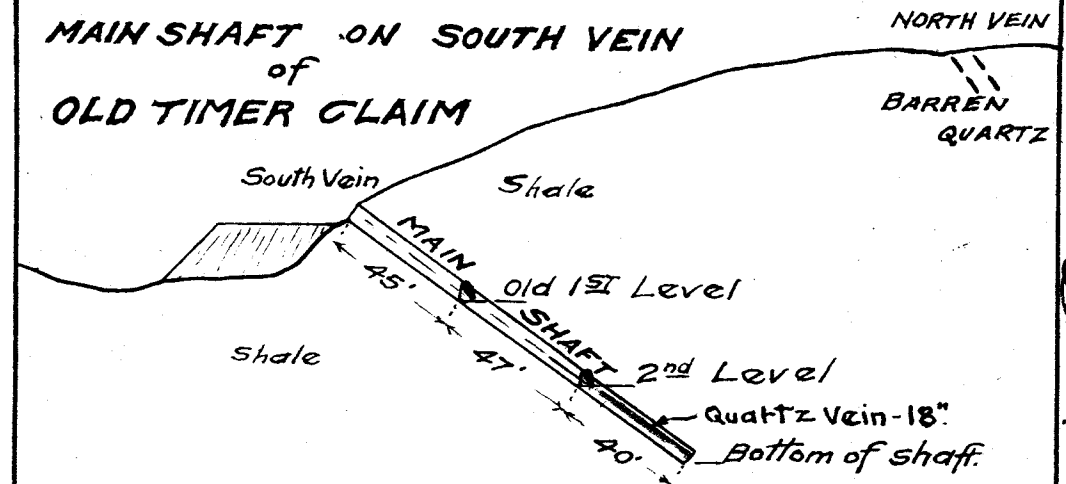 MAIN SHAFT ON SOUTH VEIN
of
OLD TIMER CLAIM
NORTH VEIN
BARREN
QUARTZ
South Vein
Shale
MAIN SHAFT
45'
Old 1ST Level
47'
Shale
2nd Level
Quartz Vein-18".
40'
Bottom of shaft.